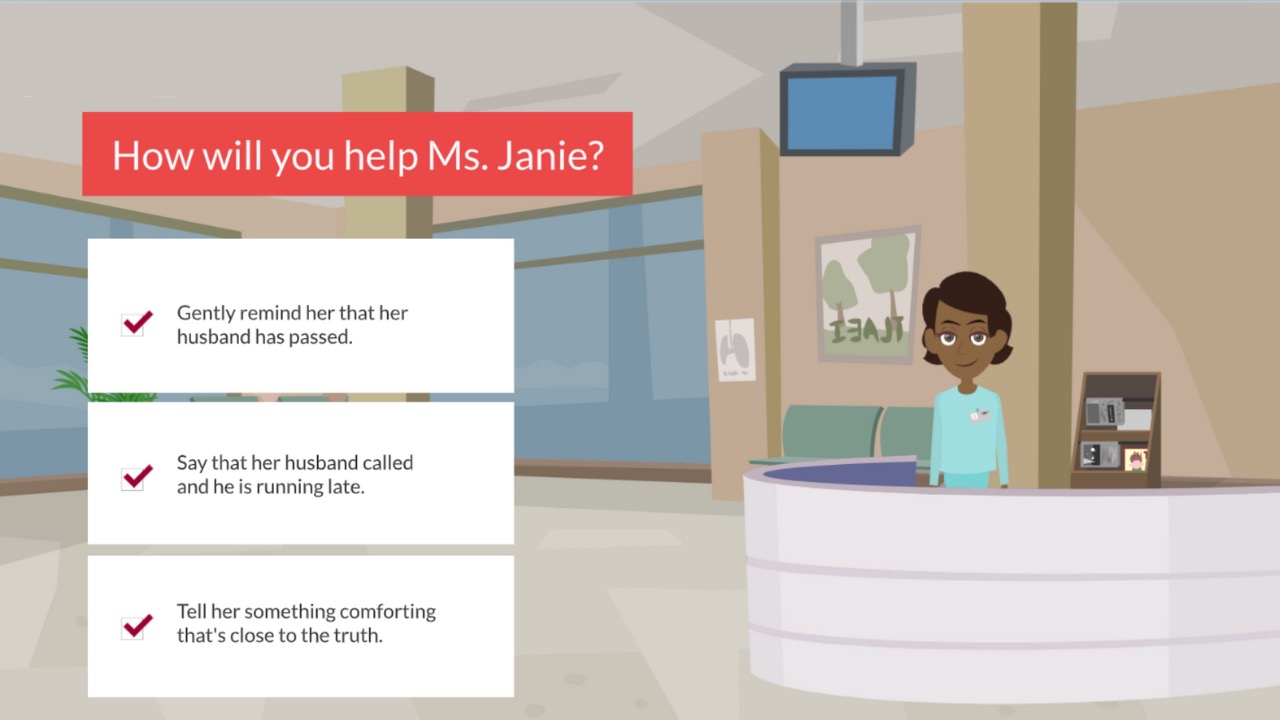 How will you help Ms. Janie?
Gently remind her that her
husband has passed.
Say that her husband called
and he is running late.
Tell her something comforting
that's close to the truth.